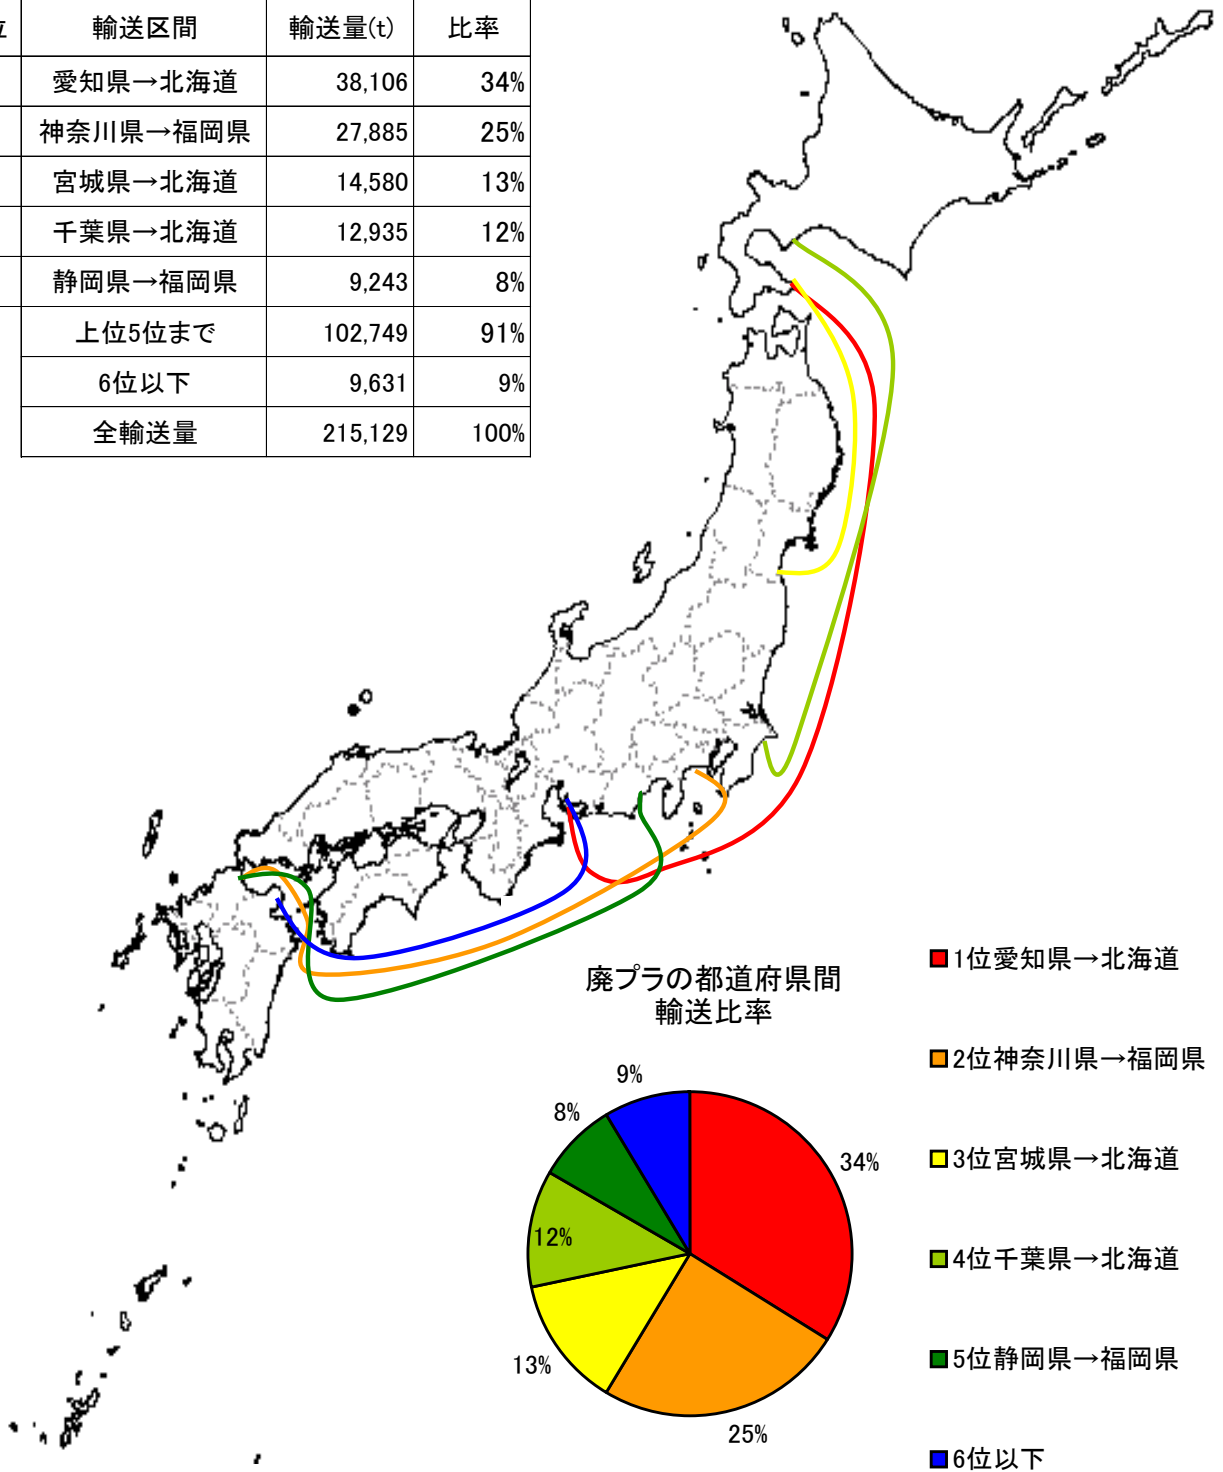 位 輸送区間 輸送量(t) 比率
愛知県→北海道 38,106 34%
神奈川県→福岡県 27,885 25%
宮城県→北海道 14,580 13%
千葉県→北海道 12,935 12%
静岡県→福岡県 9,243 8%
上位5位まで 102,749 91%
6位以下 9,631 9%
全輸送量 215,129 100%
廃プラの都道府県間
輸送比率
9%
8%
34%
12%
13%
25%
1位愛知県→北海道
2位神奈川県→福岡県
3位宮城県→北海道
4位千葉県→北海道
5位静岡県→福岡県
6位以下